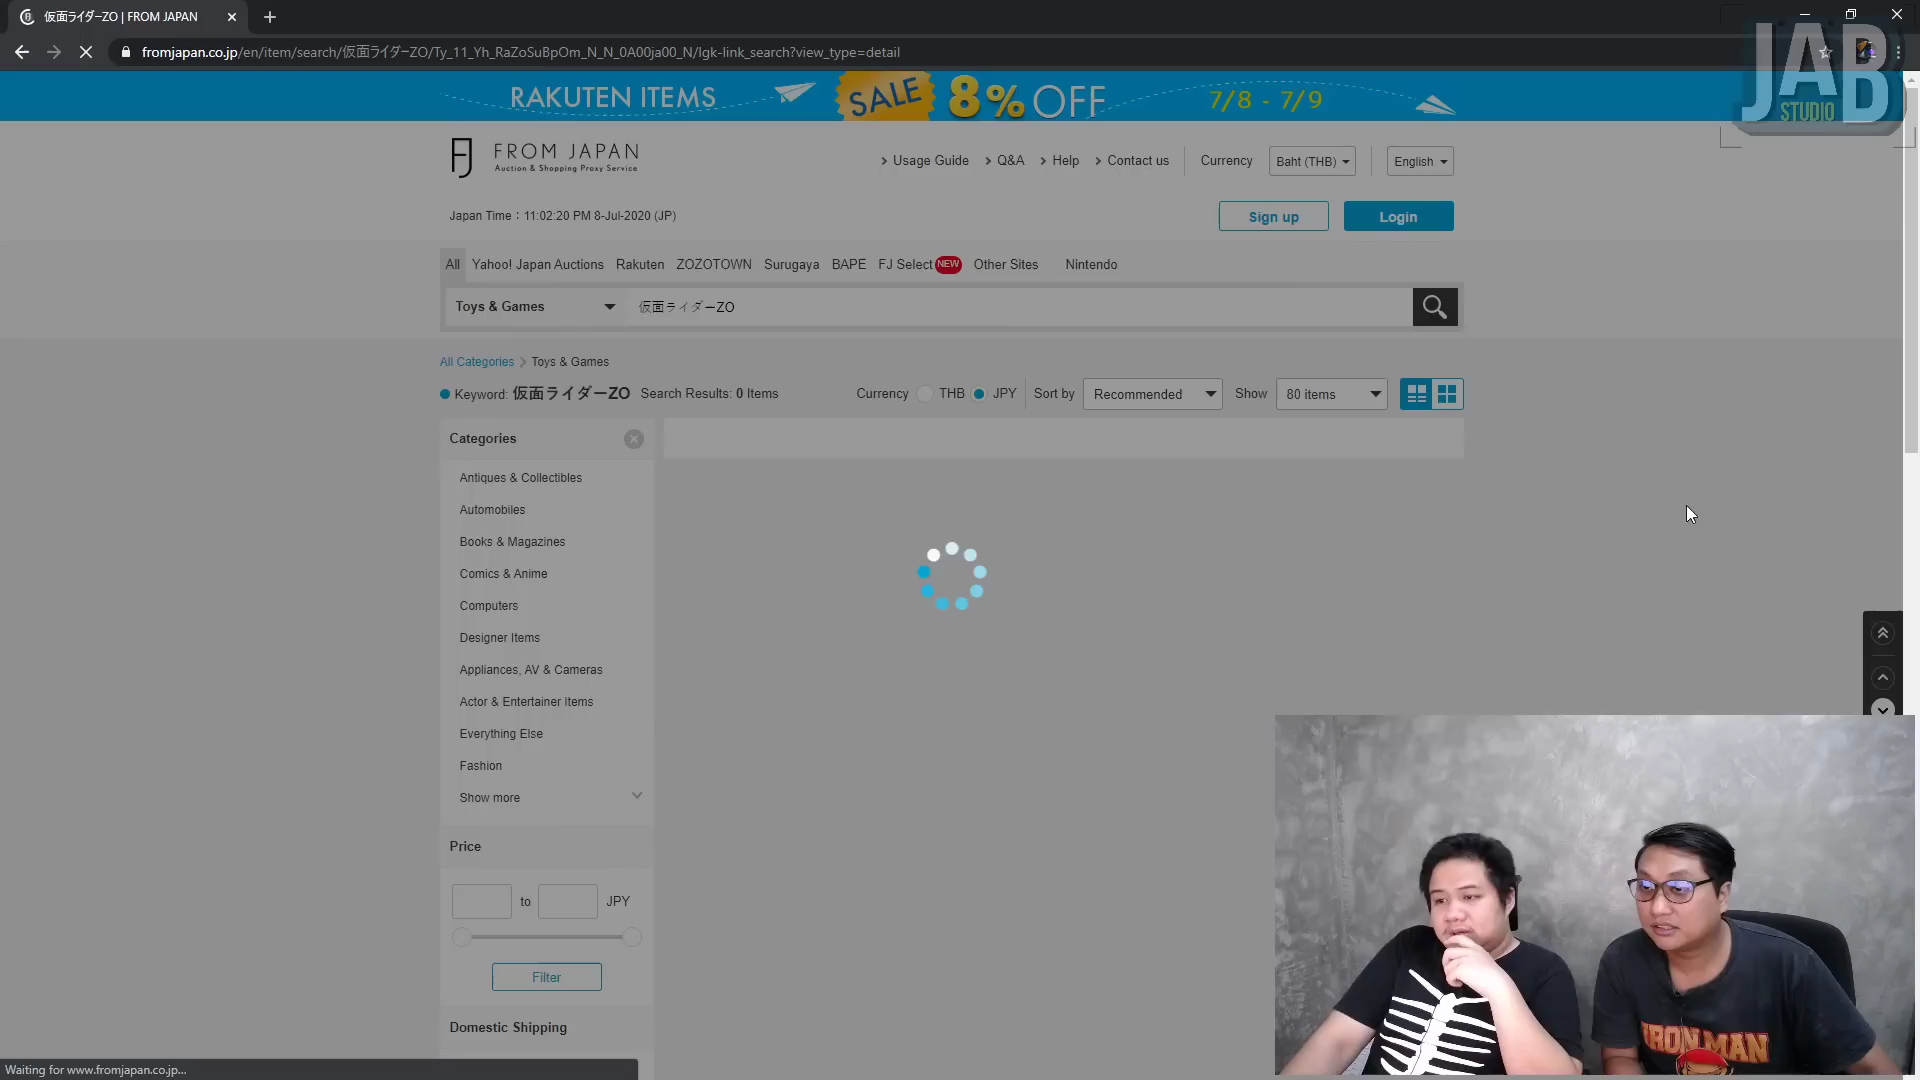 仮面ライダーZO | FROM JAPAN
fromjapan.co.jp/en/item/search/仮面ライダーZO/Ty_11_Yh_RaZoSuBpOm_N_N_0A00ja00_N/lgk-link_search?view_type=detail
JAB
STUDIO
RAKUTEN ITEMS SALE 8% OFF 7/8 - 7/9
FJ FROM JAPAN
Auction & Shopping Proxy Service
Usage Guide Q&A Help Contact us Currency Baht (THB) English
Japan Time : 11:02:20 PM 8-Jul-2020 (JP)
Sign up Login
All Yahoo! Japan Auctions Rakuten ZOZOTOWN Surugaya BAPE FJ Select NEW Other Sites Nintendo
Toys & Games 仮面ライダーZO
All Categories Toys & Games
Keyword: 仮面ライダーZO Search Results: 0 Items Currency THB JPY Sort by Recommended Show 80 items
Categories
Antiques & Collectibles
Automobiles
Books & Magazines
Comics & Anime
Computers
Designer Items
Appliances, AV & Cameras
Actor & Entertainer Items
Everything Else
Fashion
Show more
Price
to JPY
Filter
Domestic Shipping
Waiting for www.fromjapan.co.jp...
IRON MAN